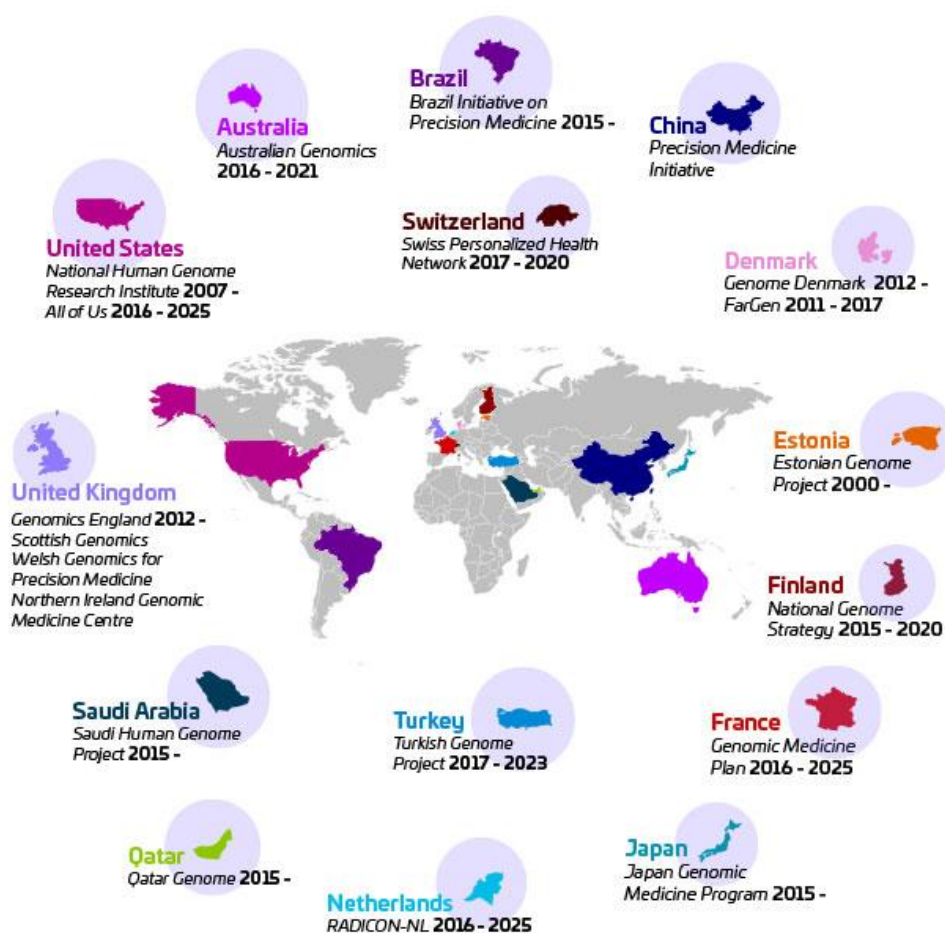 Brazil
Brazil Initiative on
Precision Medicine 2015 -
Australia
Australian Genomics
2016 - 2021
China
Precision Medicine
Initiative
Switzerland
Swiss Personalized Health
Network 2017 - 2020
United States
National Human Genome
Research Institute 2007 -
All of Us 2016 - 2025
Denmark
Genome Denmark 2012 -
FarGen 2011 - 2017
United Kingdom
Genomics England 2012 -
Scottish Genomics
Welsh Genomics for
Precision Medicine
Northern Ireland Genomic
Medicine Centre
Estonia
Estonian Genome
Project 2000 -
Finland
National Genome
Strategy 2015 - 2020
Saudi Arabia
Saudi Human Genome
Project 2015 -
Turkey
Turkish Genome
Project 2017 - 2023
France
Genomic Medicine
Plan 2016 - 2025
Qatar
Qatar Genome 2015 -
Netherlands
RADICON-NL 2016 - 2025
Japan
Japan Genomic
Medicine Program 2015 -